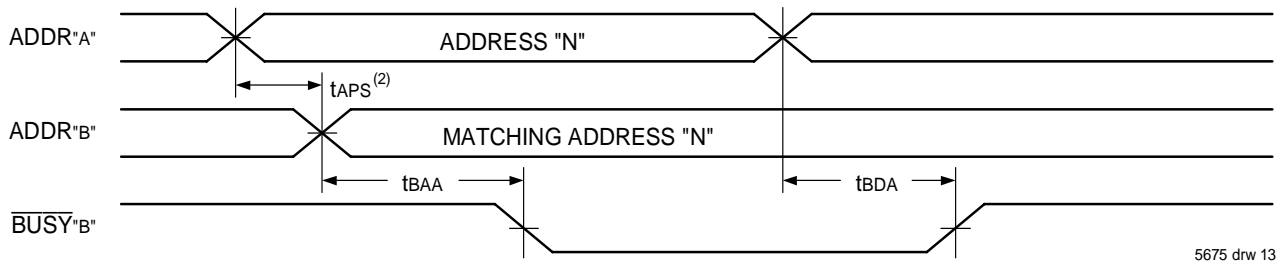 ADDR"A"
ADDRESS "N"
tAPS(2)
ADDR"B"
MATCHING ADDRESS "N"
tBAA
tBDA
BUSY"B"
5675 drw 13